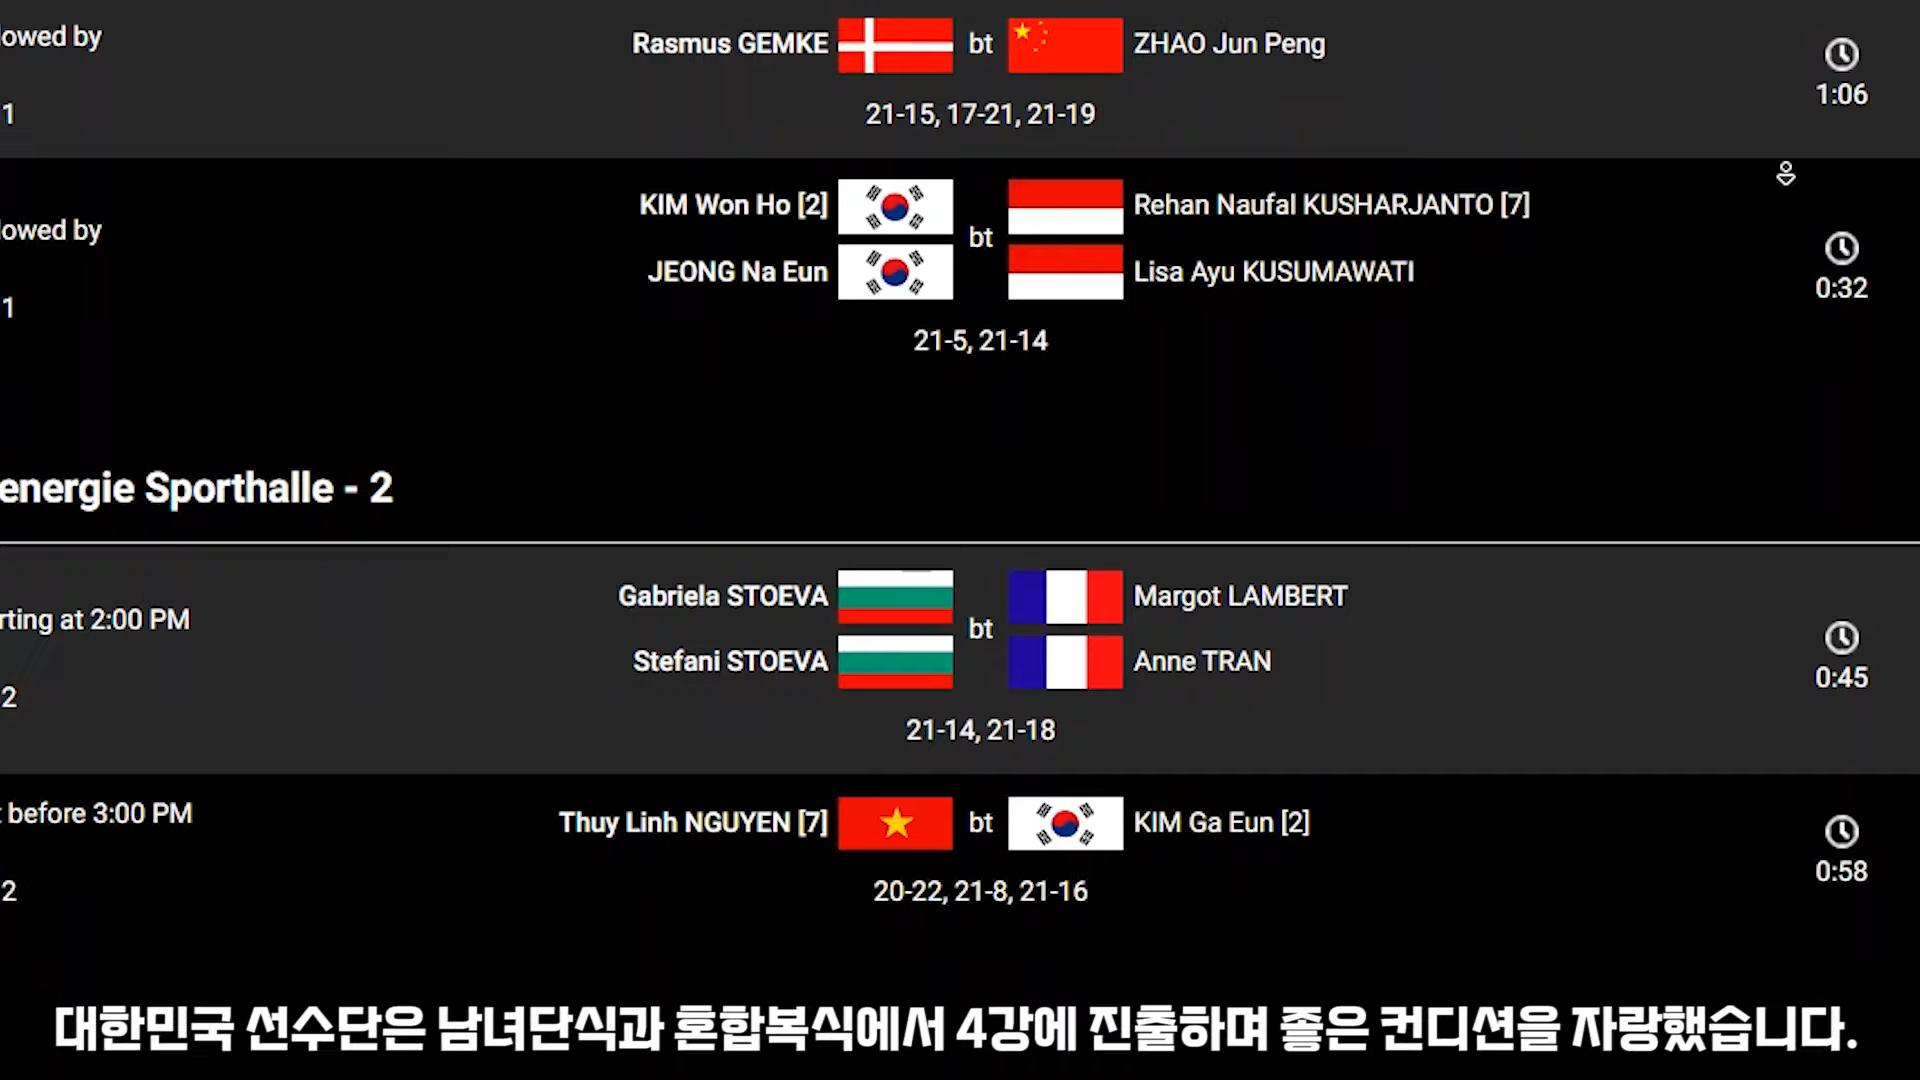 lowed by
Rasmus GEMKE bt ZHAO Jun Peng
1:06
1
21-15, 17-21, 21-19
KIM Won Ho [2] Rehan Naufal KUSHARJANTO [7]
lowed by
bt
JEONG Na Eun Lisa Ayu KUSUMAWATI
0:32
1
21-5, 21-14
energie Sporthalle - 2
Gabriela STOEVA Margot LAMBERT
rting at 2:00 PM
bt
Stefani STOEVA Anne TRAN
0:45
2
21-14, 21-18
before 3:00 PM
Thuy Linh NGUYEN [7] bt KIM Ga Eun [2]
0:58
2
20-22, 21-8, 21-16
대한민국 선수단은 남녀단식과 혼합복식에서 4강에 진출하며 좋은 컨디션을 자랑했습니다.